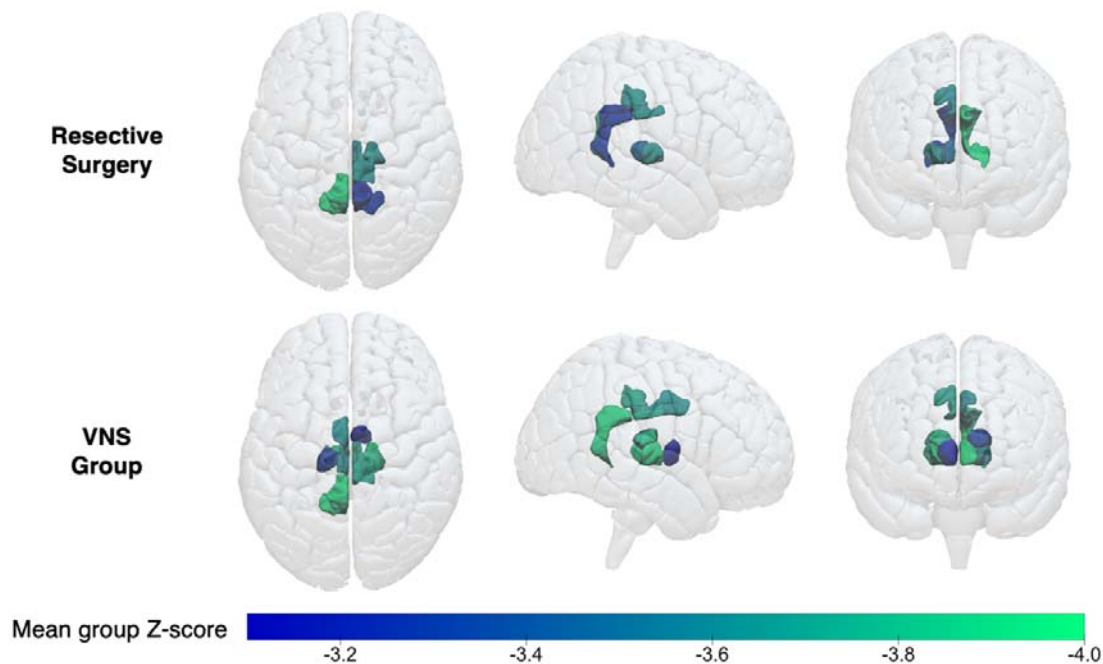 Resective
Surgery
VNS
Group
Mean group Z-score
-3.2
-3.4
-3.6
-3.8
-4.0